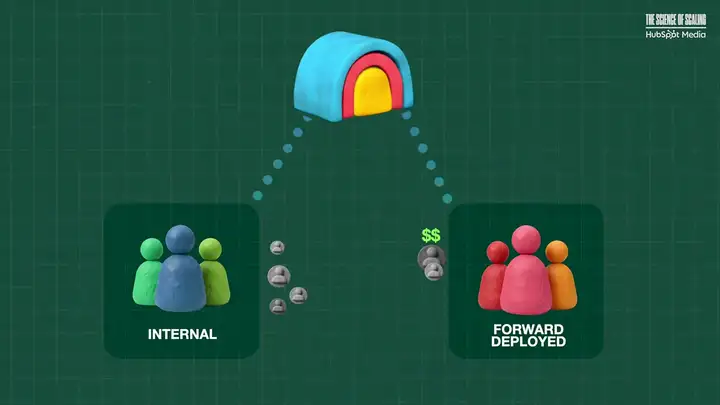 THE SCIENCE OF SCALING
HubSpot Media
$$
INTERNAL
FORWARD
DEPLOYED